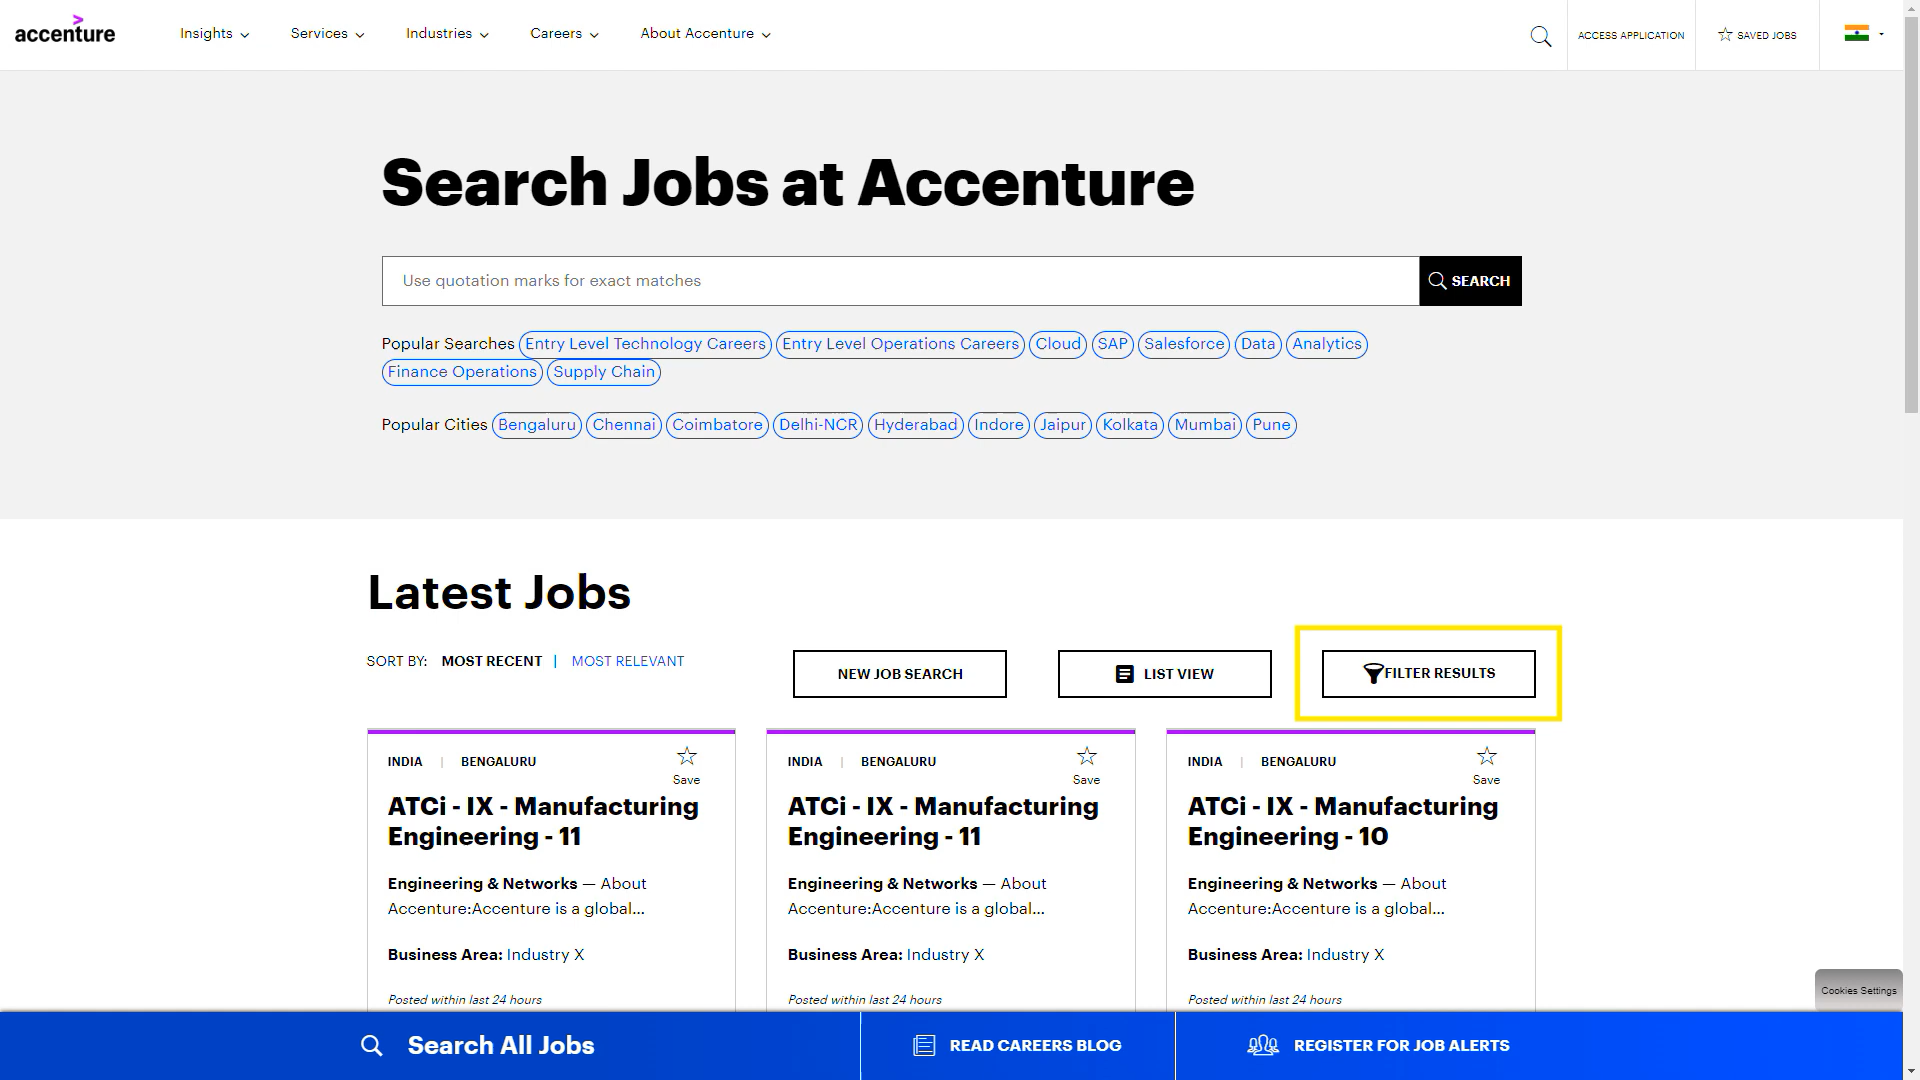 accenture
Insights
Services
Industries
Careers
About Accenture
ACCESS APPLICATION
SAVED JOBS
Search Jobs at Accenture
Use quotation marks for exact matches
SEARCH
Popular Searches Entry Level Technology Careers Entry Level Operations Careers Cloud SAP Salesforce Data Analytics
Finance Operations Supply Chain
Popular Cities Bengaluru Chennai Coimbatore Delhi-NCR Hyderabad Indore Jaipur Kolkata Mumbai Pune
Latest Jobs
SORT BY: MOST RECENT | MOST RELEVANT
NEW JOB SEARCH
LIST VIEW
FILTER RESULTS
INDIA | BENGALURU
Save
ATCi - IX - Manufacturing
Engineering - 11
Engineering & Networks — About
Accenture:Accenture is a global...
Business Area: Industry X
Posted within last 24 hours
INDIA | BENGALURU
Save
ATCi - IX - Manufacturing
Engineering - 11
Engineering & Networks — About
Accenture:Accenture is a global...
Business Area: Industry X
Posted within last 24 hours
INDIA | BENGALURU
Save
ATCi - IX - Manufacturing
Engineering - 10
Engineering & Networks — About
Accenture:Accenture is a global...
Business Area: Industry X
Posted within last 24 hours
Cookies Settings
Search All Jobs
READ CAREERS BLOG
REGISTER FOR JOB ALERTS